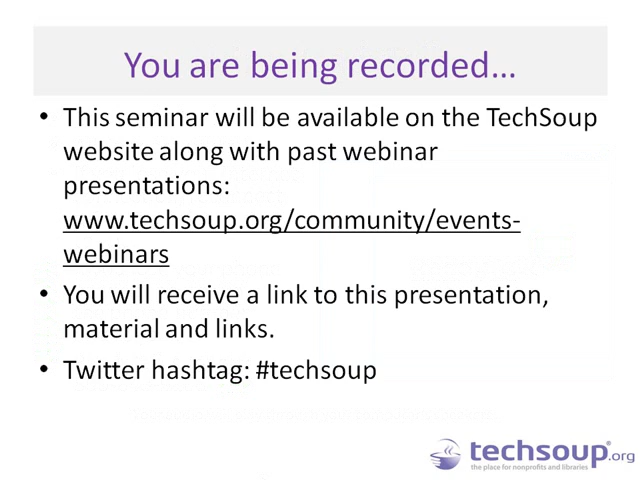 You are being recorded…
• This seminar will be available on the TechSoup
website along with past webinar
presentations:
www.techsoup.org/community/events-
webinars
• You will receive a link to this presentation,
material and links.
• Twitter hashtag: #techsoup
techsoup®.org
the place for nonprofits and libraries